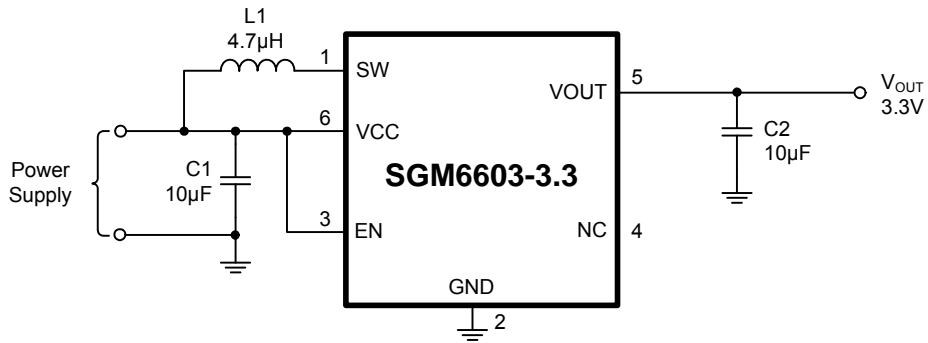 L1
4.7µH
1
SW
5
VOUT
VOUT
3.3V
6
VCC
C2
10µF
Power
Supply
C1
10µF
SGM6603-3.3
3
EN
NC
4
GND
2